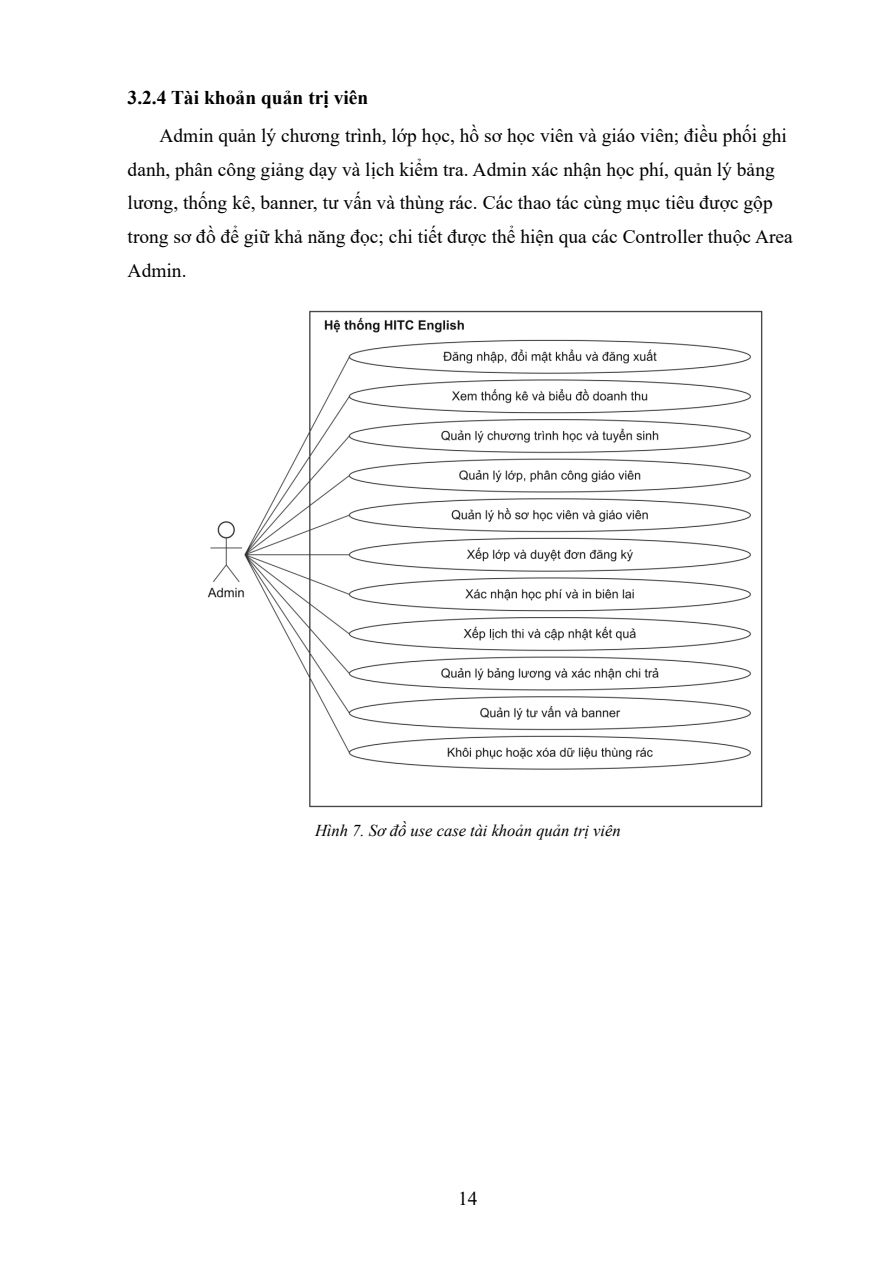 3.2.4 Tài khoản quản trị viên
Admin quản lý chương trình, lớp học, hồ sơ học viên và giáo viên; điều phối ghi
danh, phân công giảng dạy và lịch kiểm tra. Admin xác nhận học phí, quản lý bảng
lương, thống kê, banner, tư vấn và thùng rác. Các thao tác cùng mục tiêu được gộp
trong sơ đồ để giữ khả năng đọc; chi tiết được thể hiện qua các Controller thuộc Area
Admin.
Hệ thống HITC English
Đăng nhập, đổi mật khẩu và đăng xuất
Xem thống kê và biểu đồ doanh thu
Quản lý chương trình học và tuyển sinh
Quản lý lớp, phân công giáo viên
Quản lý hồ sơ học viên và giáo viên
Xếp lớp và duyệt đơn đăng ký
Admin
Xác nhận học phí và in biên lai
Xếp lịch thi và cập nhật kết quả
Quản lý bảng lương và xác nhận chi trả
Quản lý tư vấn và banner
Khôi phục hoặc xóa dữ liệu thùng rác
Hình 7. Sơ đồ use case tài khoản quản trị viên
14